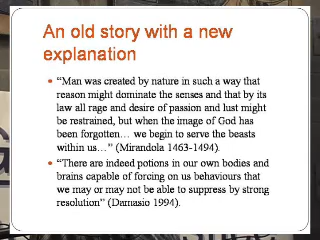 An old story with a new
explanation
“Man was created by nature in such a way that
reason might dominate the senses and that by its
law all rage and desire of passion and lust might
be restrained, but when the image of God has
been forgotten… we begin to serve the beasts
within us…” (Mirandola 1463-1494).
“There are indeed potions in our own bodies and
brains capable of forcing on us behaviours that
we may or may not be able to suppress by strong
resolution” (Damasio 1994).